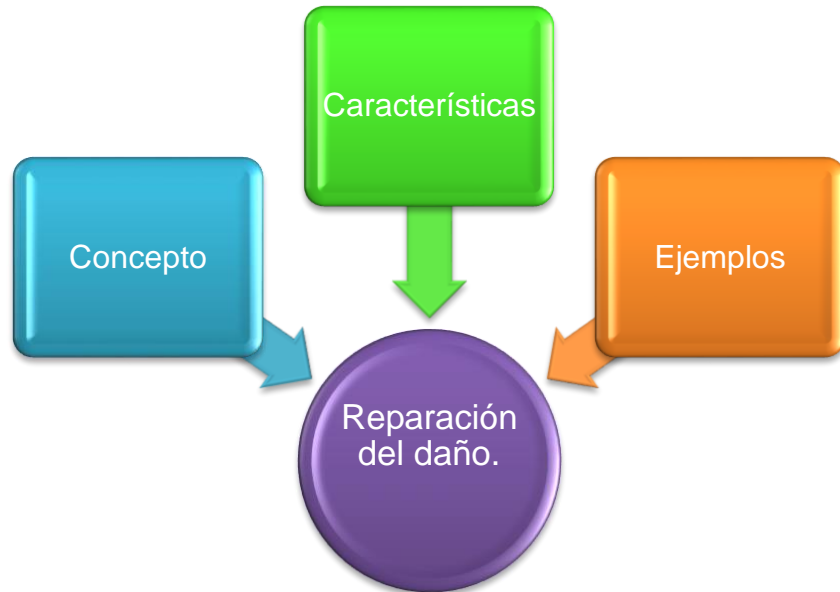 Características
Concepto
Ejemplos
Reparación
del daño.